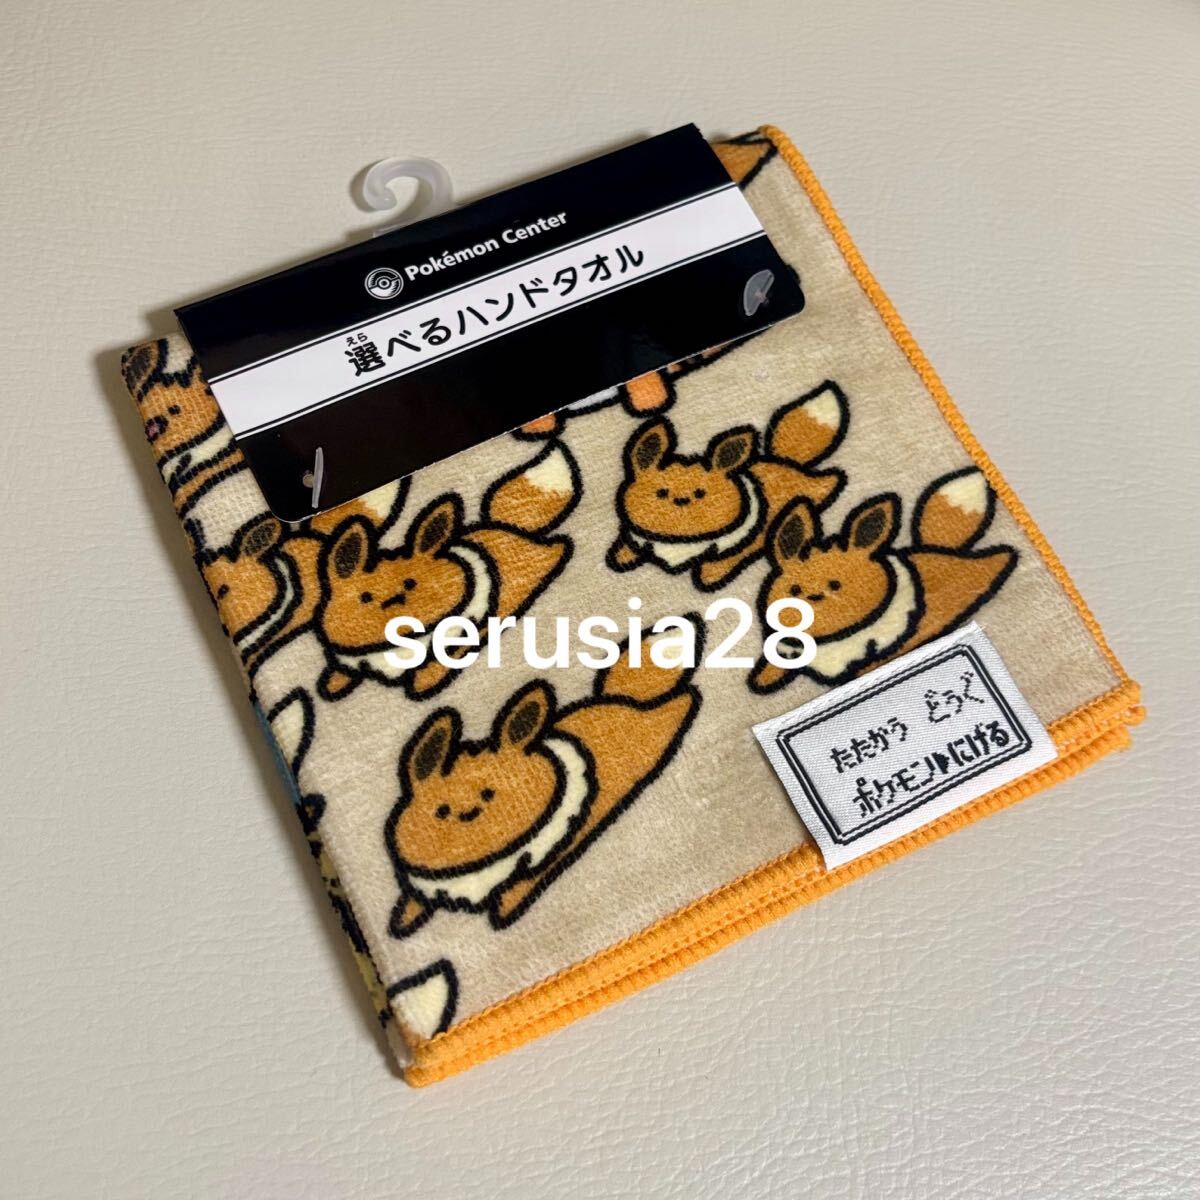 Pokémon Center
えら
選べるハンドタオル
serusia28
たたかう どうぐ
ポケモン▶にげる